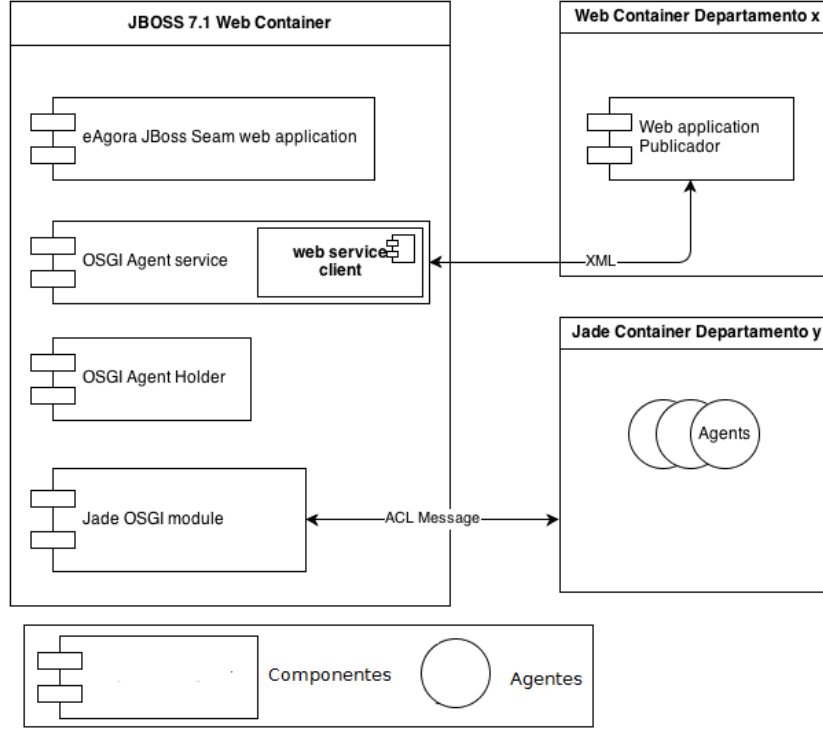 JBOSS 7.1 Web Container
eAgora JBoss Seam web application
OSGI Agent service
web service
client
OSGI Agent Holder
Jade OSGI module
Web Container Departamento x
Web application
Publicador
XML
Jade Container Departamento y
Agents
ACL Message
Componentes
Agentes